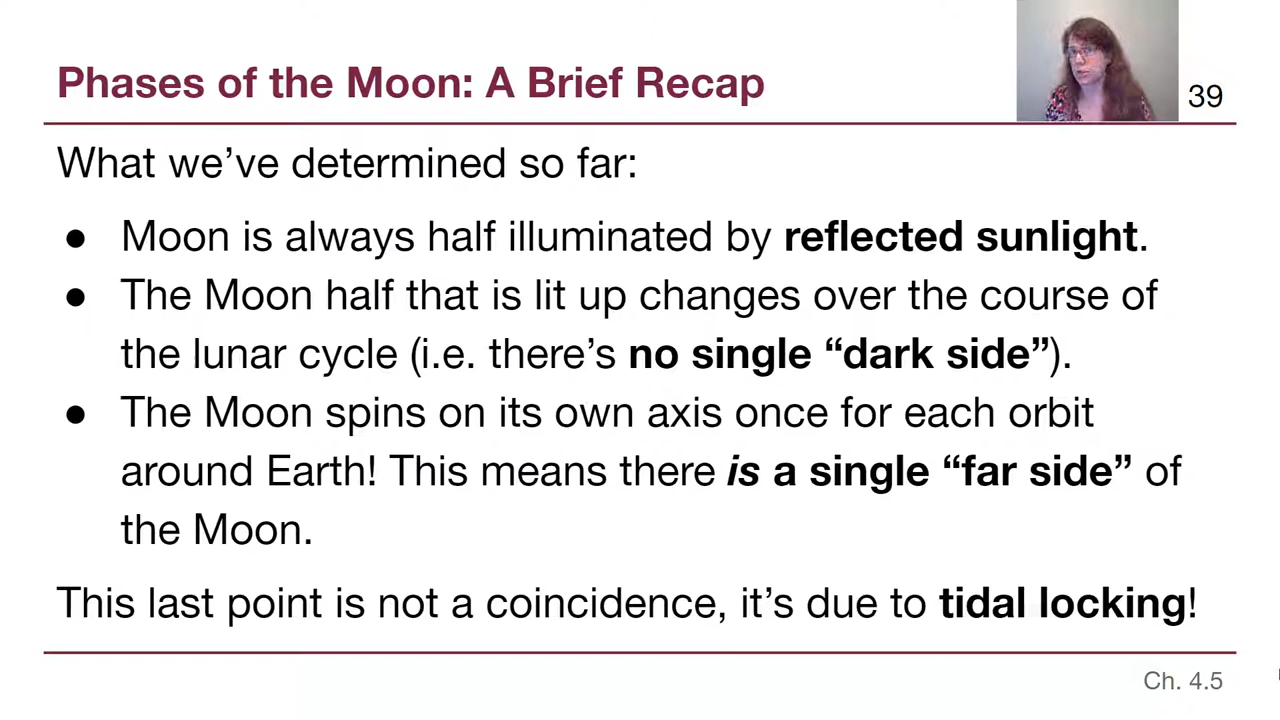 Phases of the Moon: A Brief Recap
39
What we’ve determined so far:
● Moon is always half illuminated by reflected sunlight.
● The Moon half that is lit up changes over the course of
the lunar cycle (i.e. there’s no single “dark side”).
● The Moon spins on its own axis once for each orbit
around Earth! This means there is a single “far side” of
the Moon.
This last point is not a coincidence, it’s due to tidal locking!
Ch. 4.5